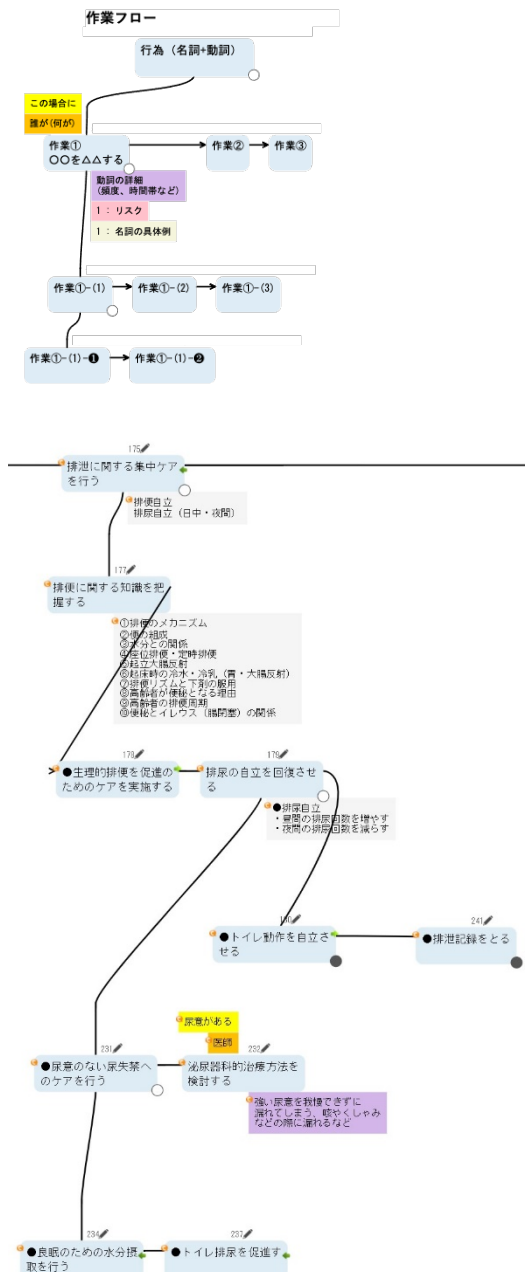 作業フロー
行為（名詞+動詞）
この場合に
誰が(何が)
作業①
〇〇を△△する
作業②
作業③
動詞の詳細
(頻度、時間帯など)
1 ： リスク
1 ： 名詞の具体例
作業①-(1)
作業①-(2)
作業①-(3)
作業①-(1)-❶
作業①-(1)-❷
175
排泄に関する集中ケア
を行う
排便自立
排尿自立（日中・夜間）
177
排便に関する知識を把
握する
①排便のメカニズム
②便の組成
③水分との関係
④座位排便・定時排便
⑤起立大腸反射
⑥起床時の冷水・冷乳（胃・大腸反射）
⑦排便リズムと下剤の服用
⑧高齢者が便秘となる理由
⑨高齢者の排便周期
⑩便秘とイレウス（腸閉塞）の関係
●生理的排便を促進の
ためのケアを実施する
179
排尿の自立を回復させ
る
●排尿自立
・昼間の排尿回数を増やす
・夜間の排尿回数を減らす
●トイレ動作を自立さ
せる
241
●排泄記録をとる
尿意がある
医師
231
●尿意のない尿失禁へ
のケアを行う
232
泌尿器科的治療方法を
検討する
強い尿意を我慢できずに
漏れてしまう、咳やくしゃみ
などの際に漏れるなど
234
●良眠のための水分摂
取を行う
237
●トイレ排尿を促進す